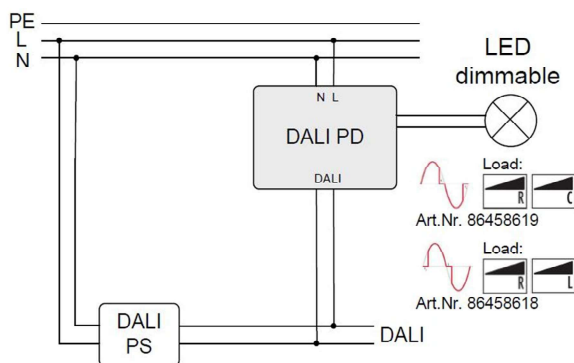 PE
L
N
LED
dimmable
N L
DALI PD
DALI
Load:
R
C
Art.Nr. 86458619
Load:
R
L
Art.Nr. 86458618
DALI
PS
DALI